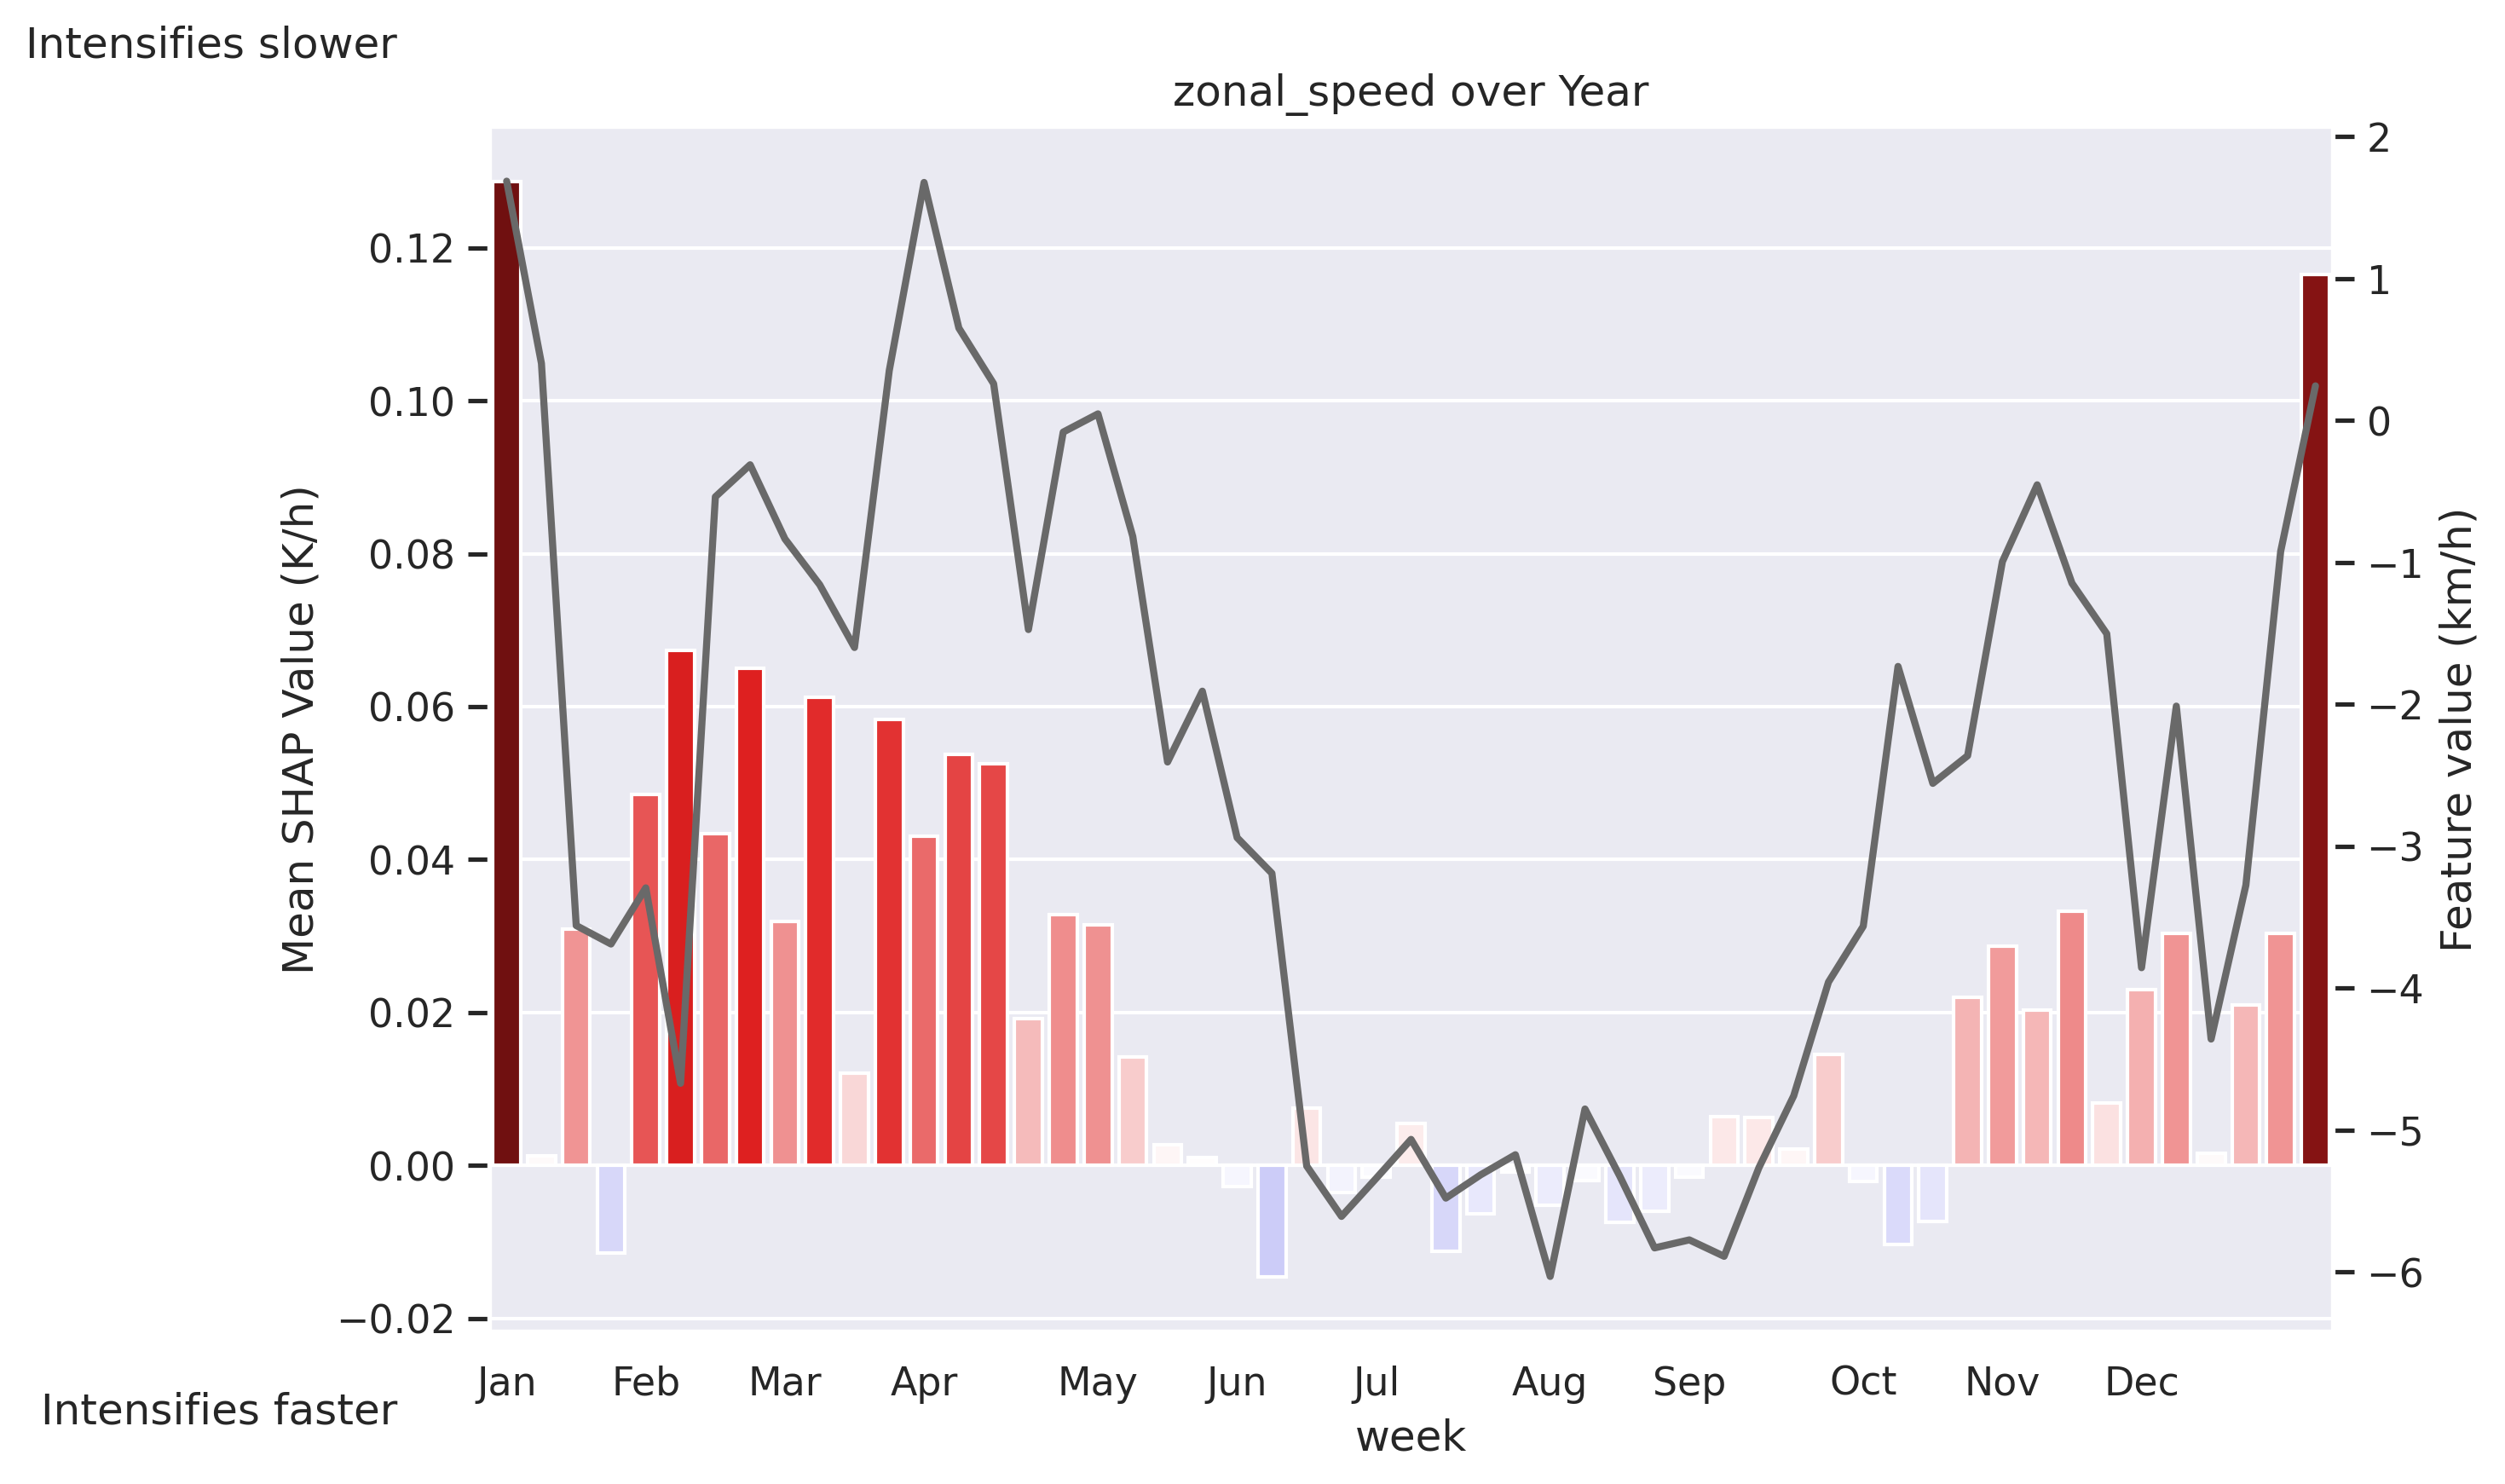 Intensifies slower
zonal_speed over Year
Mean SHAP Value (K/h)
0.12
0.10
0.08
0.06
0.04
0.02
0.00
−0.02
2
1
0
−1
−2
−3
−4
−5
−6
Feature value (km/h)
Jan Feb Mar Apr May Jun Jul Aug Sep Oct Nov Dec
Intensifies faster
week